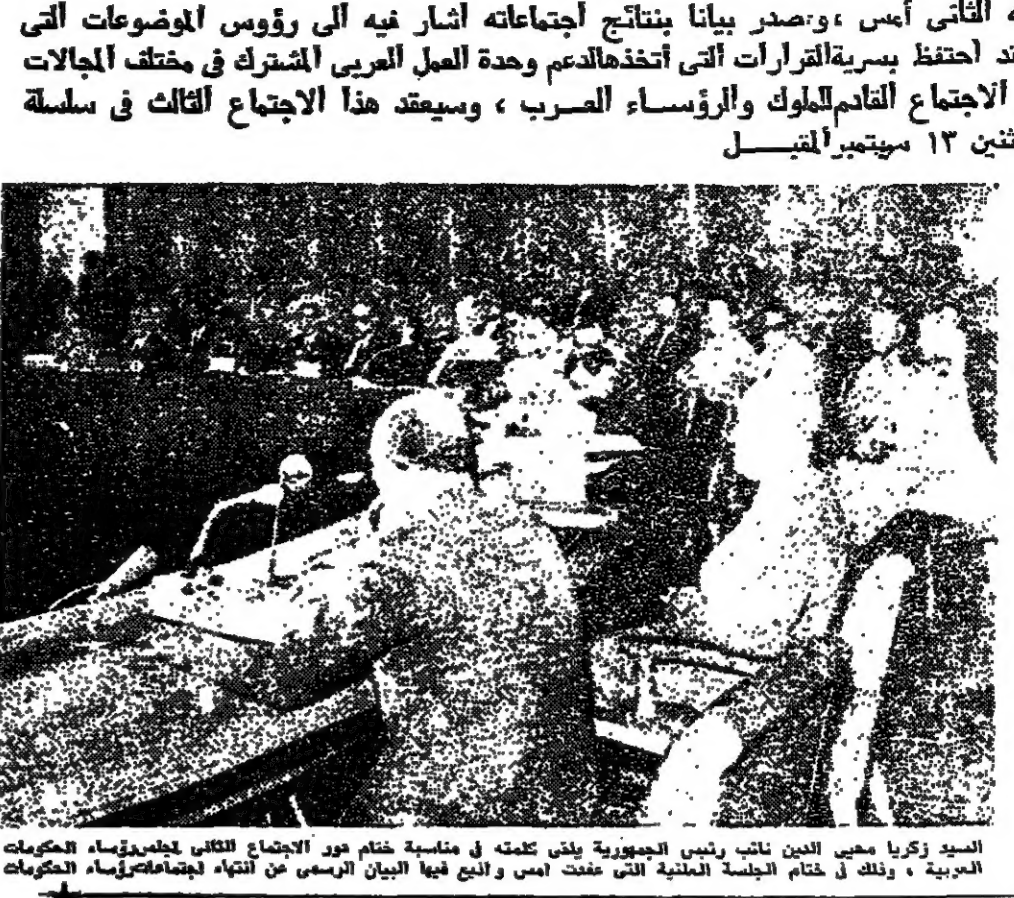 ه الثانى أمس ، وصدر بيانا بنتائج اجتماعاته أشار فيه الى رؤوس الموضوعات التى
قد احتفظ بسرية القرارات التى اتخذها لدعم وحدة العمل العربى المشترك فى مختلف المجالات
الاجتماع القادم للملوك والرؤساء العرب ، وسيعقد هذا الاجتماع الثالث فى سلسلة
ثنين ١٣ سبتمبر المقبل
السيد زكريا محيى الدين نائب رئيس الجمهورية يلقى كلمته فى مناسبة ختام دور الاجتماع الثانى لمجلس رؤساء الحكومات
العربية ، وذلك فى ختام الجلسة العلنية التى عقدت امس واذيع فيها البيان الرسمى عن انتهاء اجتماعات رؤساء الحكومات